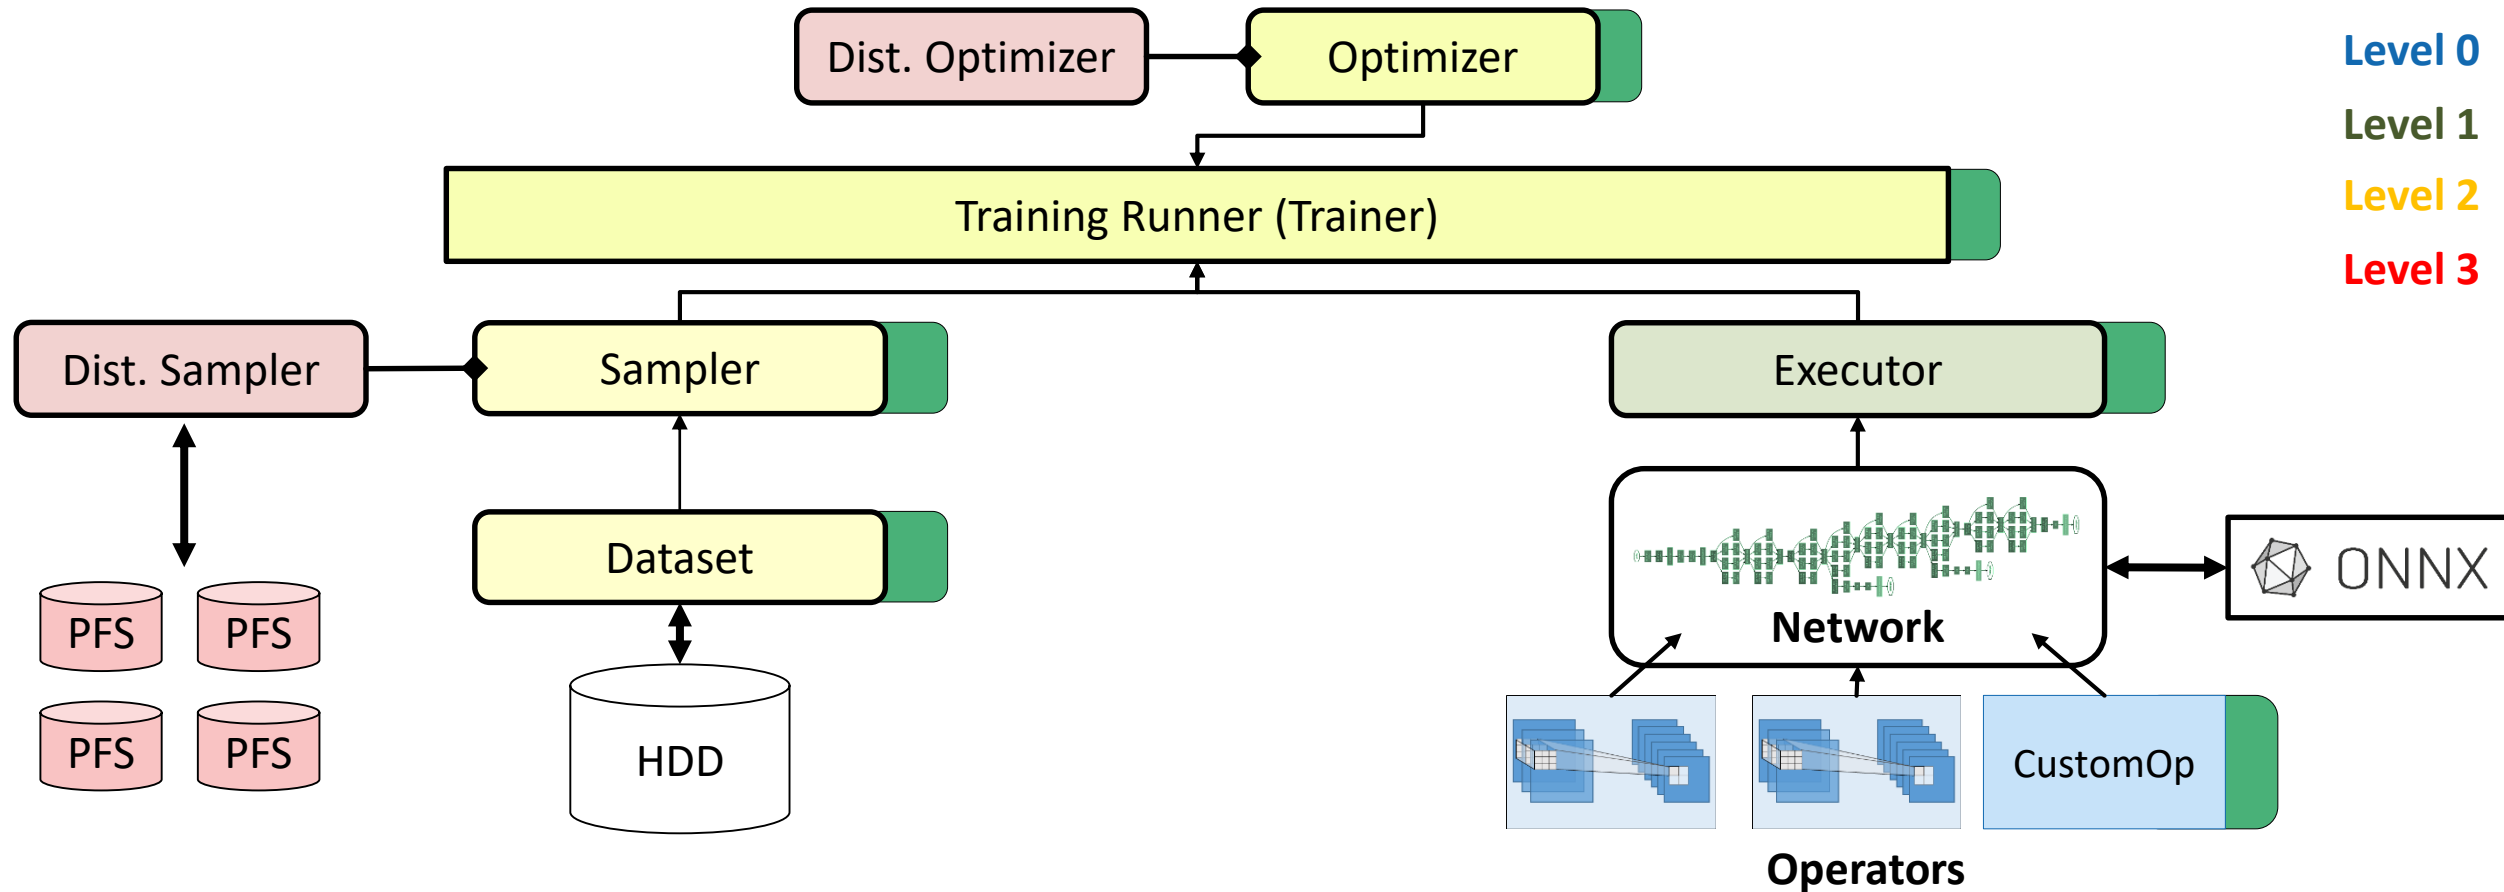 Dist. Optimizer
Optimizer
Level 0
Level 1
Level 2
Level 3
Training Runner (Trainer)
Dist. Sampler
Sampler
Executor
Dataset
ONNX
PFS
PFS
Network
PFS
PFS
HDD
CustomOp
Operators